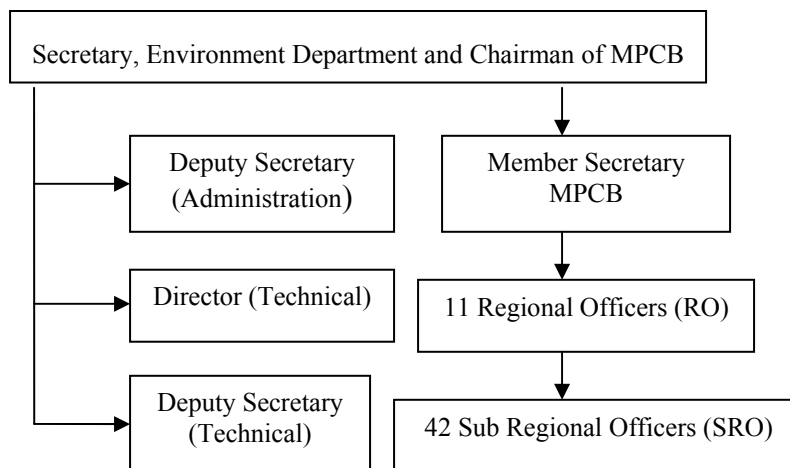 Secretary, Environment Department and Chairman of MPCB
Deputy Secretary
(Administration)
Member Secretary
MPCB
Director (Technical)
11 Regional Officers (RO)
Deputy Secretary
(Technical)
42 Sub Regional Officers (SRO)